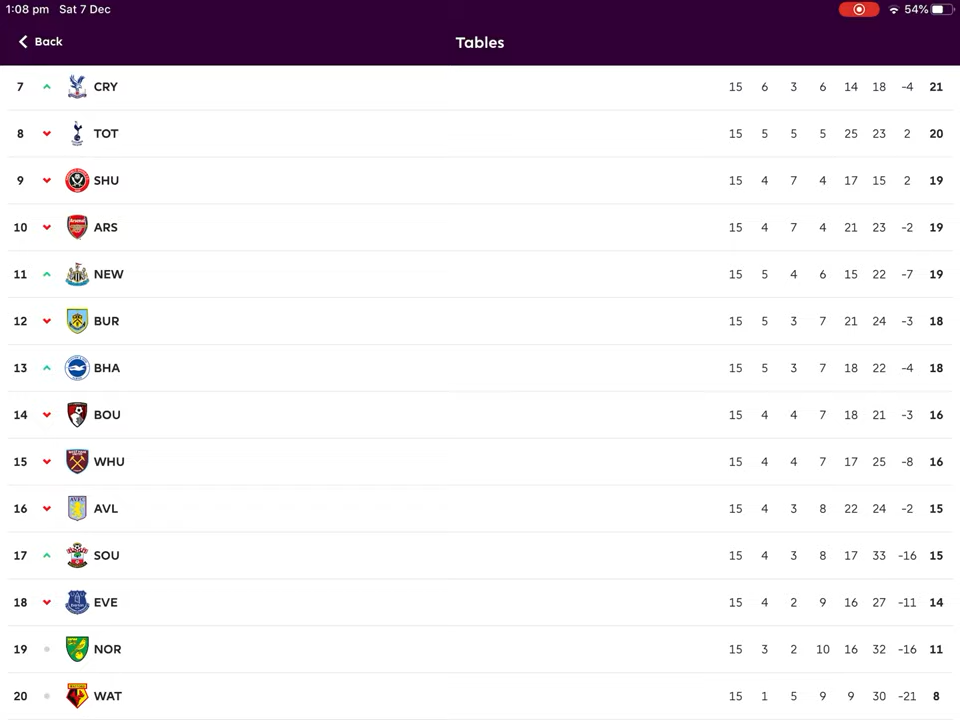 1:08 pm Sat 7 Dec 54%
Back Tables
7 CRY 15 6 3 6 14 18 -4 21
8 TOT 15 5 5 5 25 23 2 20
9 SHU 15 4 7 4 17 15 2 19
10 ARS 15 4 7 4 21 23 -2 19
11 NEW 15 5 4 6 15 22 -7 19
12 BUR 15 5 3 7 21 24 -3 18
13 BHA 15 5 3 7 18 22 -4 18
14 BOU 15 4 4 7 18 21 -3 16
15 WHU 15 4 4 7 17 25 -8 16
16 AVL 15 4 3 8 22 24 -2 15
17 SOU 15 4 3 8 17 33 -16 15
18 EVE 15 4 2 9 16 27 -11 14
19 NOR 15 3 2 10 16 32 -16 11
20 WAT 15 1 5 9 9 30 -21 8